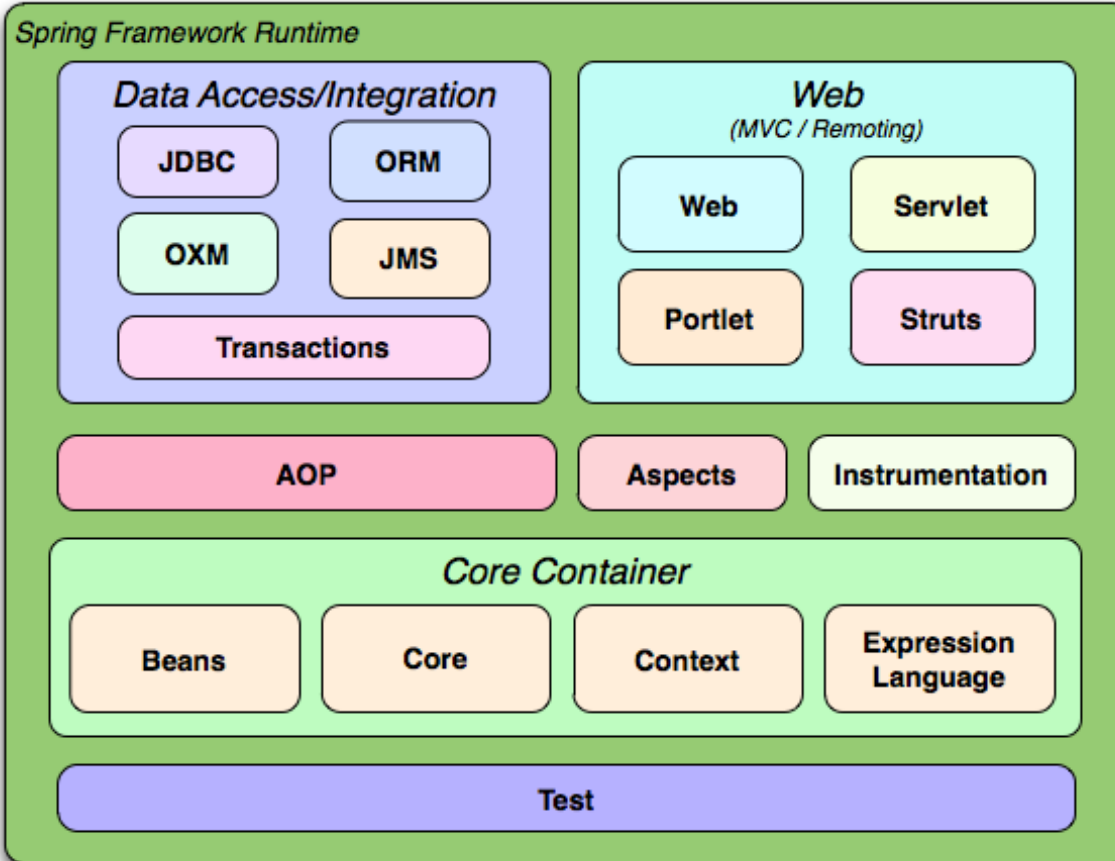 Spring Framework Runtime
Data Access/Integration
JDBC
ORM
OXM
JMS
Transactions
Web
(MVC / Remoting)
Web
Servlet
Portlet
Struts
AOP
Aspects
Instrumentation
Core Container
Beans
Core
Context
Expression
Language
Test